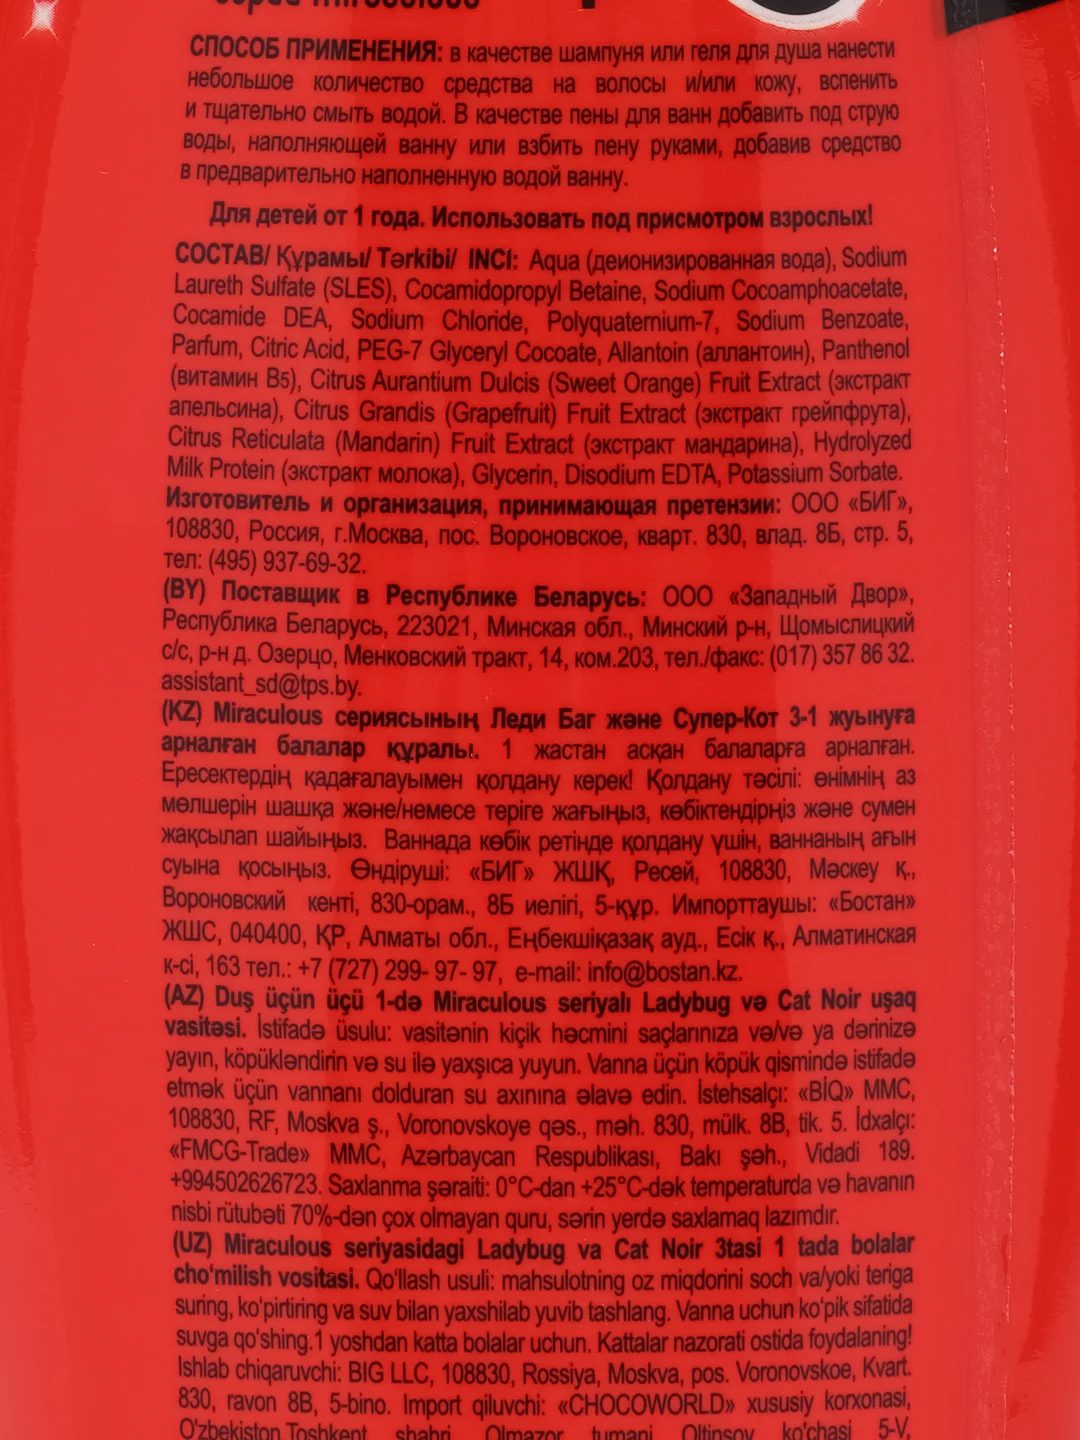 СПОСОБ ПРИМЕНЕНИЯ: в качестве шампуня или геля для душа нанести
небольшое количество средства на волосы и/или кожу, вспенить
и тщательно смыть водой. В качестве пены для ванн добавить под струю
воды, наполняющей ванну или взбить пену руками, добавив средство
в предварительно наполненную водой ванну.
Для детей от 1 года. Использовать под присмотром взрослых!
СОСТАВ/ Құрамы/ Tərkibi/ INCI: Aqua (деионизированная вода), Sodium
Laureth Sulfate (SLES), Cocamidopropyl Betaine, Sodium Cocoamphoacetate,
Cocamide DEA, Sodium Chloride, Polyquaternium-7, Sodium Benzoate,
Parfum, Citric Acid, PEG-7 Glyceryl Cocoate, Allantoin (аллантоин), Panthenol
(витамин B5), Citrus Aurantium Dulcis (Sweet Orange) Fruit Extract (экстракт
апельсина), Citrus Grandis (Grapefruit) Fruit Extract (экстракт грейпфрута),
Citrus Reticulata (Mandarin) Fruit Extract (экстракт мандарина), Hydrolyzed
Milk Protein (экстракт молока), Glycerin, Disodium EDTA, Potassium Sorbate.
Изготовитель и организация, принимающая претензии: ООО «БИГ»,
108830, Россия, г.Москва, пос. Вороновское, кварт. 830, влад. 8Б, стр. 5,
тел: (495) 937-69-32.
(BY) Поставщик в Республике Беларусь: ООО «Западный Двор»,
Республика Беларусь, 223021, Минская обл., Минский р-н, Щомыслицкий
с/с, р-н д. Озерцо, Менковский тракт, 14, ком.203, тел./факс: (017) 357 86 32.
assistant_sd@tps.by.
(KZ) Miraculous сериясының Леди Баг және Супер-Кот 3-1 жуынуға
арналған балалар құралы. 1 жастан асқан балаларға арналған.
Ересектердің қадағалауымен қолдану керек! Қолдану тәсілі: өнімнің аз
мөлшерін шашқа және/немесе теріге жағыңыз, көбіктендірңіз және сумен
жақсылап шайыңыз. Ваннада көбік ретінде қолдану үшін, ваннаның ағын
суына қосыңыз. Өндіруші: «БИГ» ЖШҚ, Ресей, 108830, Мәскеу қ.,
Вороновский кенті, 830-орам., 8Б иелігі, 5-құр. Импорттаушы: «Бостан»
ЖШС, 040400, ҚР, Алматы обл., Еңбекшіқазақ ауд., Есік қ., Алматинская
к-сі, 163 тел.: +7 (727) 299- 97- 97, e-mail: info@bostan.kz.
(AZ) Duş üçün üçü 1-də Miraculous seriyalı Ladybug və Cat Noir uşaq
vasitəsi. İstifadə üsulu: vasitənin kiçik həcmini saçlarınıza və/və ya dərinizə
yayın, köpükləndirin və su ilə yaxşıca yuyun. Vanna üçün köpük qismində istifadə
etmək üçün vannanı dolduran su axınına əlavə edin. İstehsalçı: «BİQ» MMC,
108830, RF, Moskva ş., Voronovskoye qəs., məh. 830, mülk. 8B, tik. 5. İdxalçı:
«FMCG-Trade» MMC, Azərbaycan Respublikası, Bakı şəh., Vidadi 189.
+994502626723. Saxlanma şəraiti: 0°C-dan +25°C-dək temperaturda və havanın
nisbi rütubəti 70%-dən çox olmayan quru, sərin yerdə saxlamaq lazımdır.
(UZ) Miraculous seriyasidagi Ladybug va Cat Noir 3tasi 1 tada bolalar
cho'milish vositasi. Qo'llash usuli: mahsulotning oz miqdorini soch va/yoki teriga
suring, ko'pirtiring va suv bilan yaxshilab yuvib tashlang. Vanna uchun ko'pik sifatida
suvga qo'shing.1 yoshdan katta bolalar uchun. Kattalar nazorati ostida foydalaning!
Ishlab chiqaruvchi: BIG LLC, 108830, Rossiya, Moskva, pos. Voronovskoe, Kvart.
830, ravon 8B, 5-bino. Import qiluvchi: «CHOCOWORLD» xususiy korxonasi,
O'zbekiston Toshkent shahri, Olmazor tumani Oltinsoy ko'chasi 5-V,